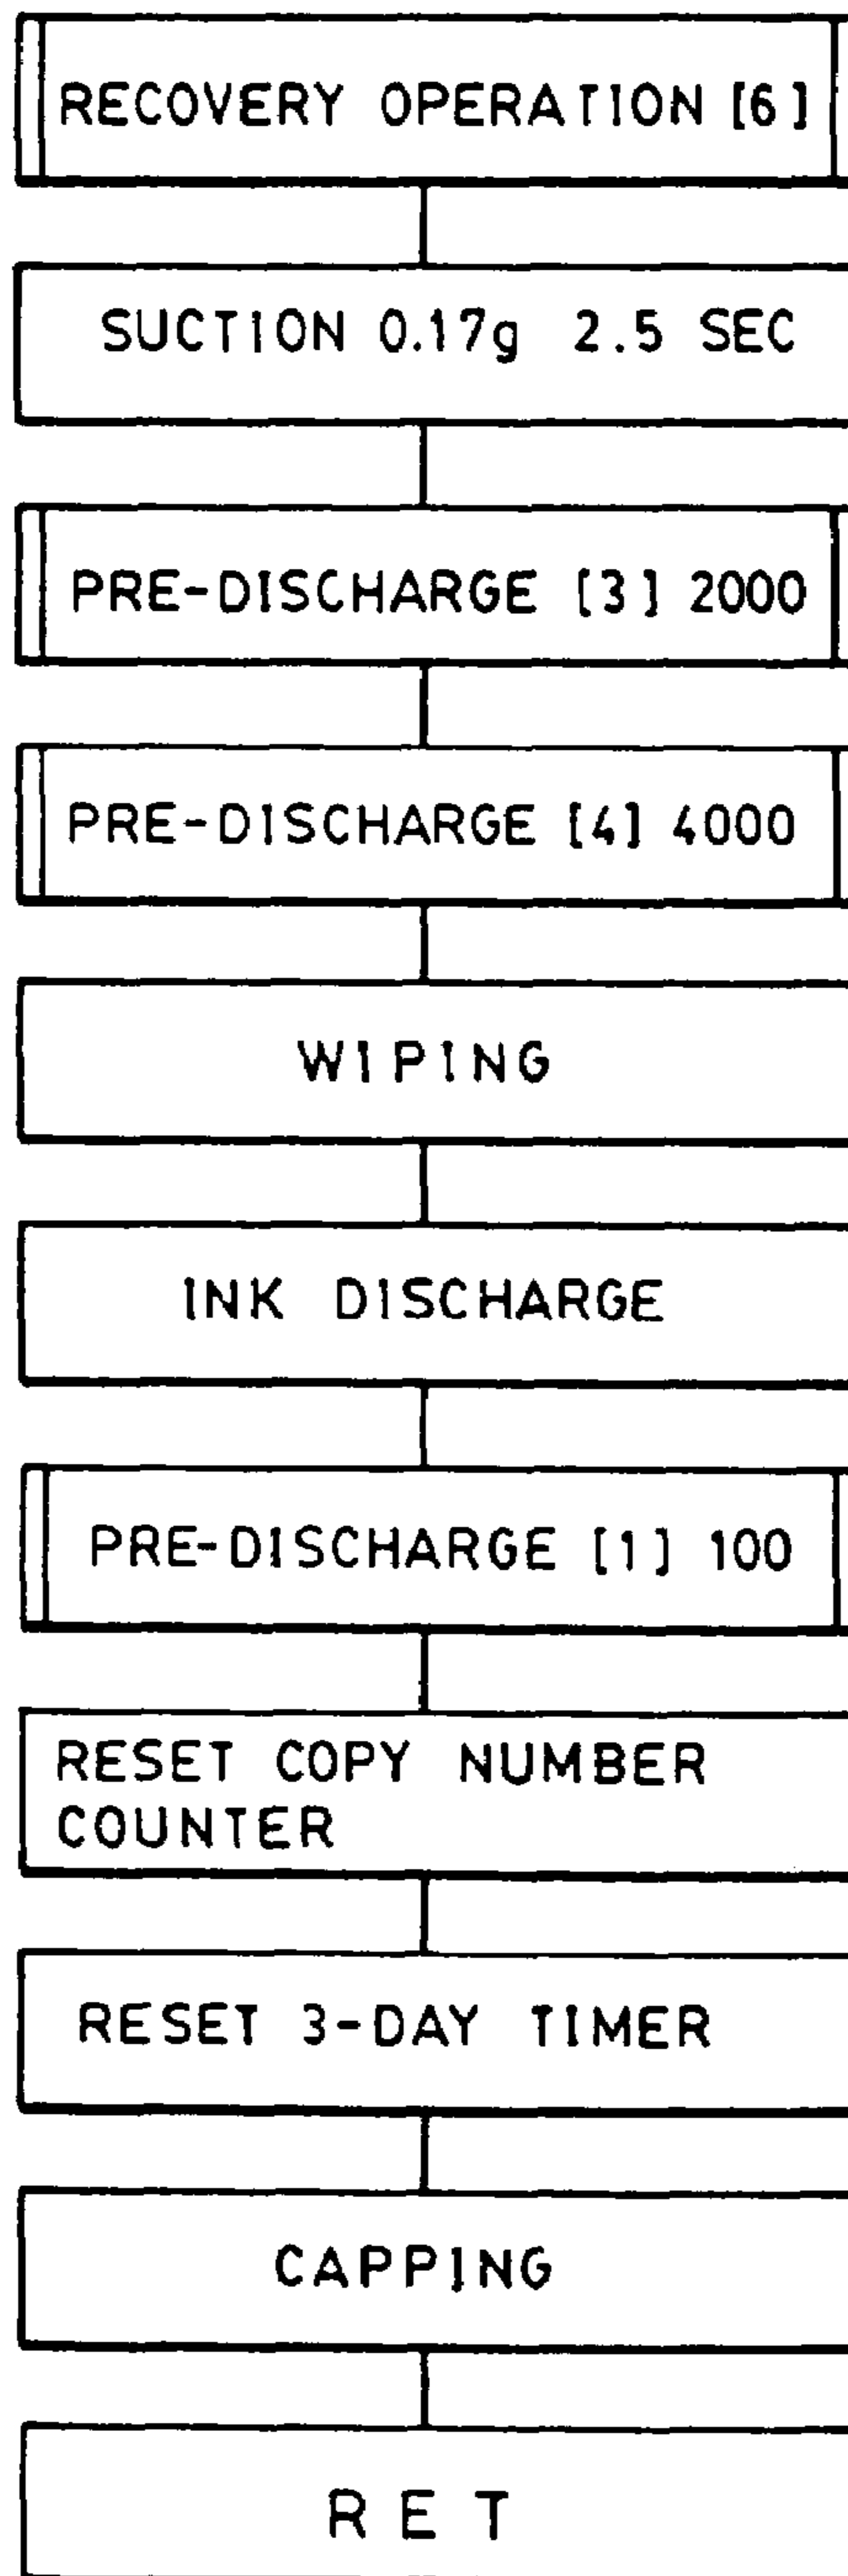 RECOVERY OPERATION [6]
SUCTION 0.17g 2.5 SEC
PRE-DISCHARGE [3] 2000
PRE-DISCHARGE [4] 4000
WIPING
INK DISCHARGE
PRE-DISCHARGE [1] 100
RESET COPY NUMBER
COUNTER
RESET 3-DAY TIMER
CAPPING
RET